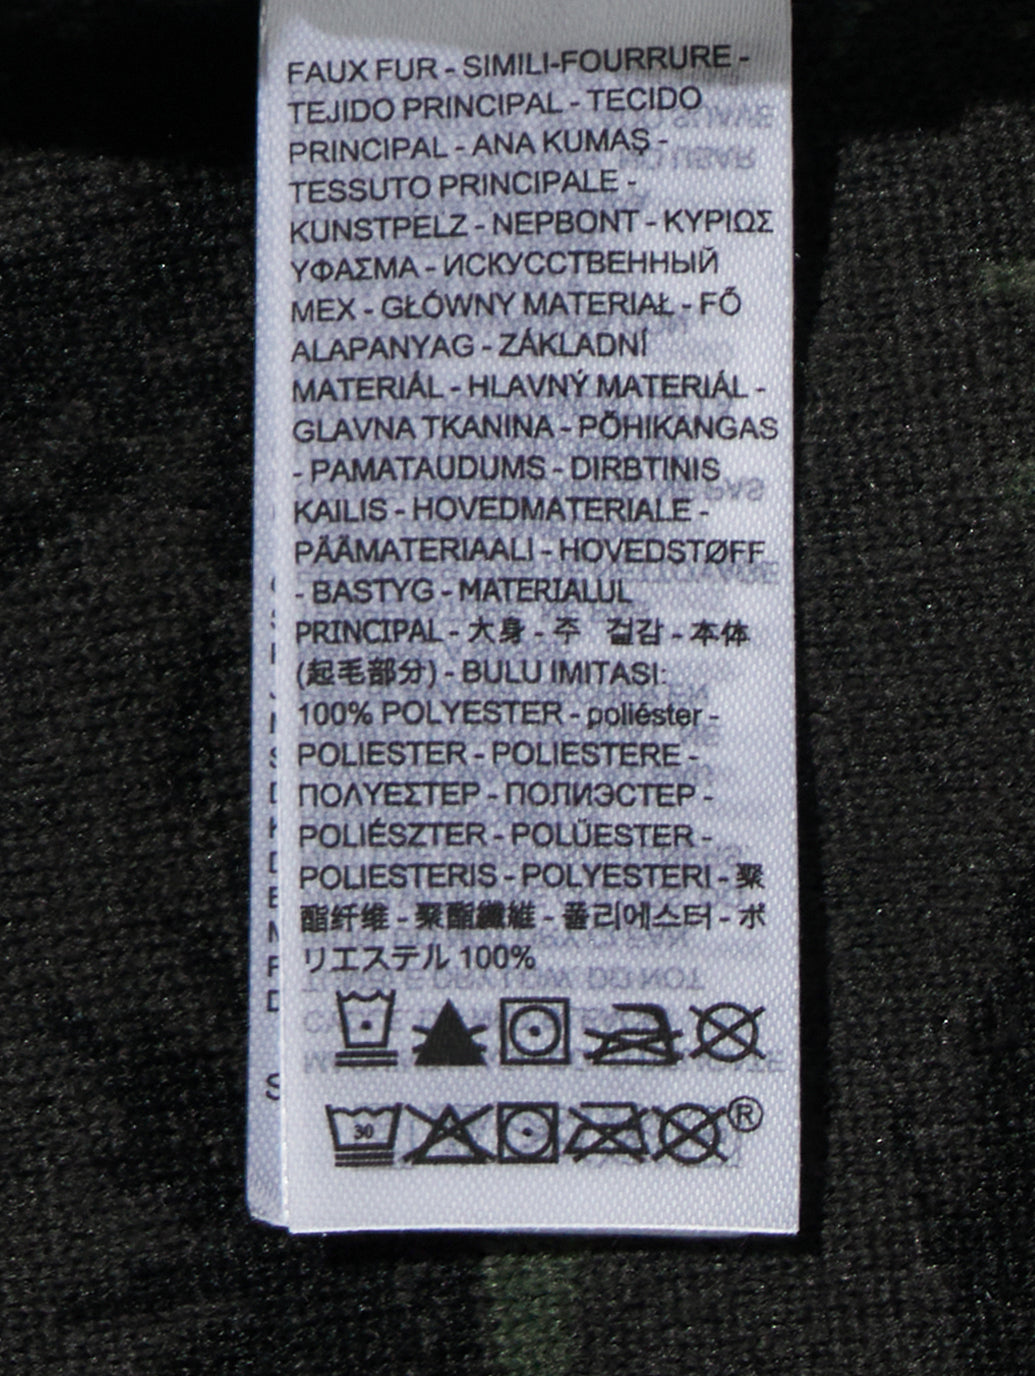 FAUX FUR - SIMILI-FOURRURE -
TEJIDO PRINCIPAL - TECIDO
PRINCIPAL - ANA KUMAŞ -
TESSUTO PRINCIPALE -
KUNSTPELZ - NEPBONT - ΚΥΡΙΩΣ
ΥΦΑΣΜΑ - ИСКУССТВЕННЫЙ
МЕХ - GŁÓWNY MATERIAŁ - FŐ
ALAPANYAG - ZÁKLADNÍ
MATERIÁL - HLAVNÝ MATERIÁL -
GLAVNA TKANINA - PÕHIKANGAS
- PAMATAUDUMS - DIRBTINIS
KAILIS - HOVEDMATERIALE -
PÄÄMATERIAALI - HOVEDSTØFF
- BASTYG - MATERIALUL
PRINCIPAL - 大身 - 주 겉감 - 本体
(起毛部分) - BULU IMITASI:
100% POLYESTER - poliéster -
POLIESTER - POLIESTERE -
ΠΟΛΥΕΣΤΕΡ - ПОЛИЭСТЕР -
POLIÉSZTER - POLÜESTER -
POLIESTERIS - POLYESTERI - 聚
酯纤维 - 聚酯纖維 - 폴리에스터 - ポ
リエステル 100%
30
®